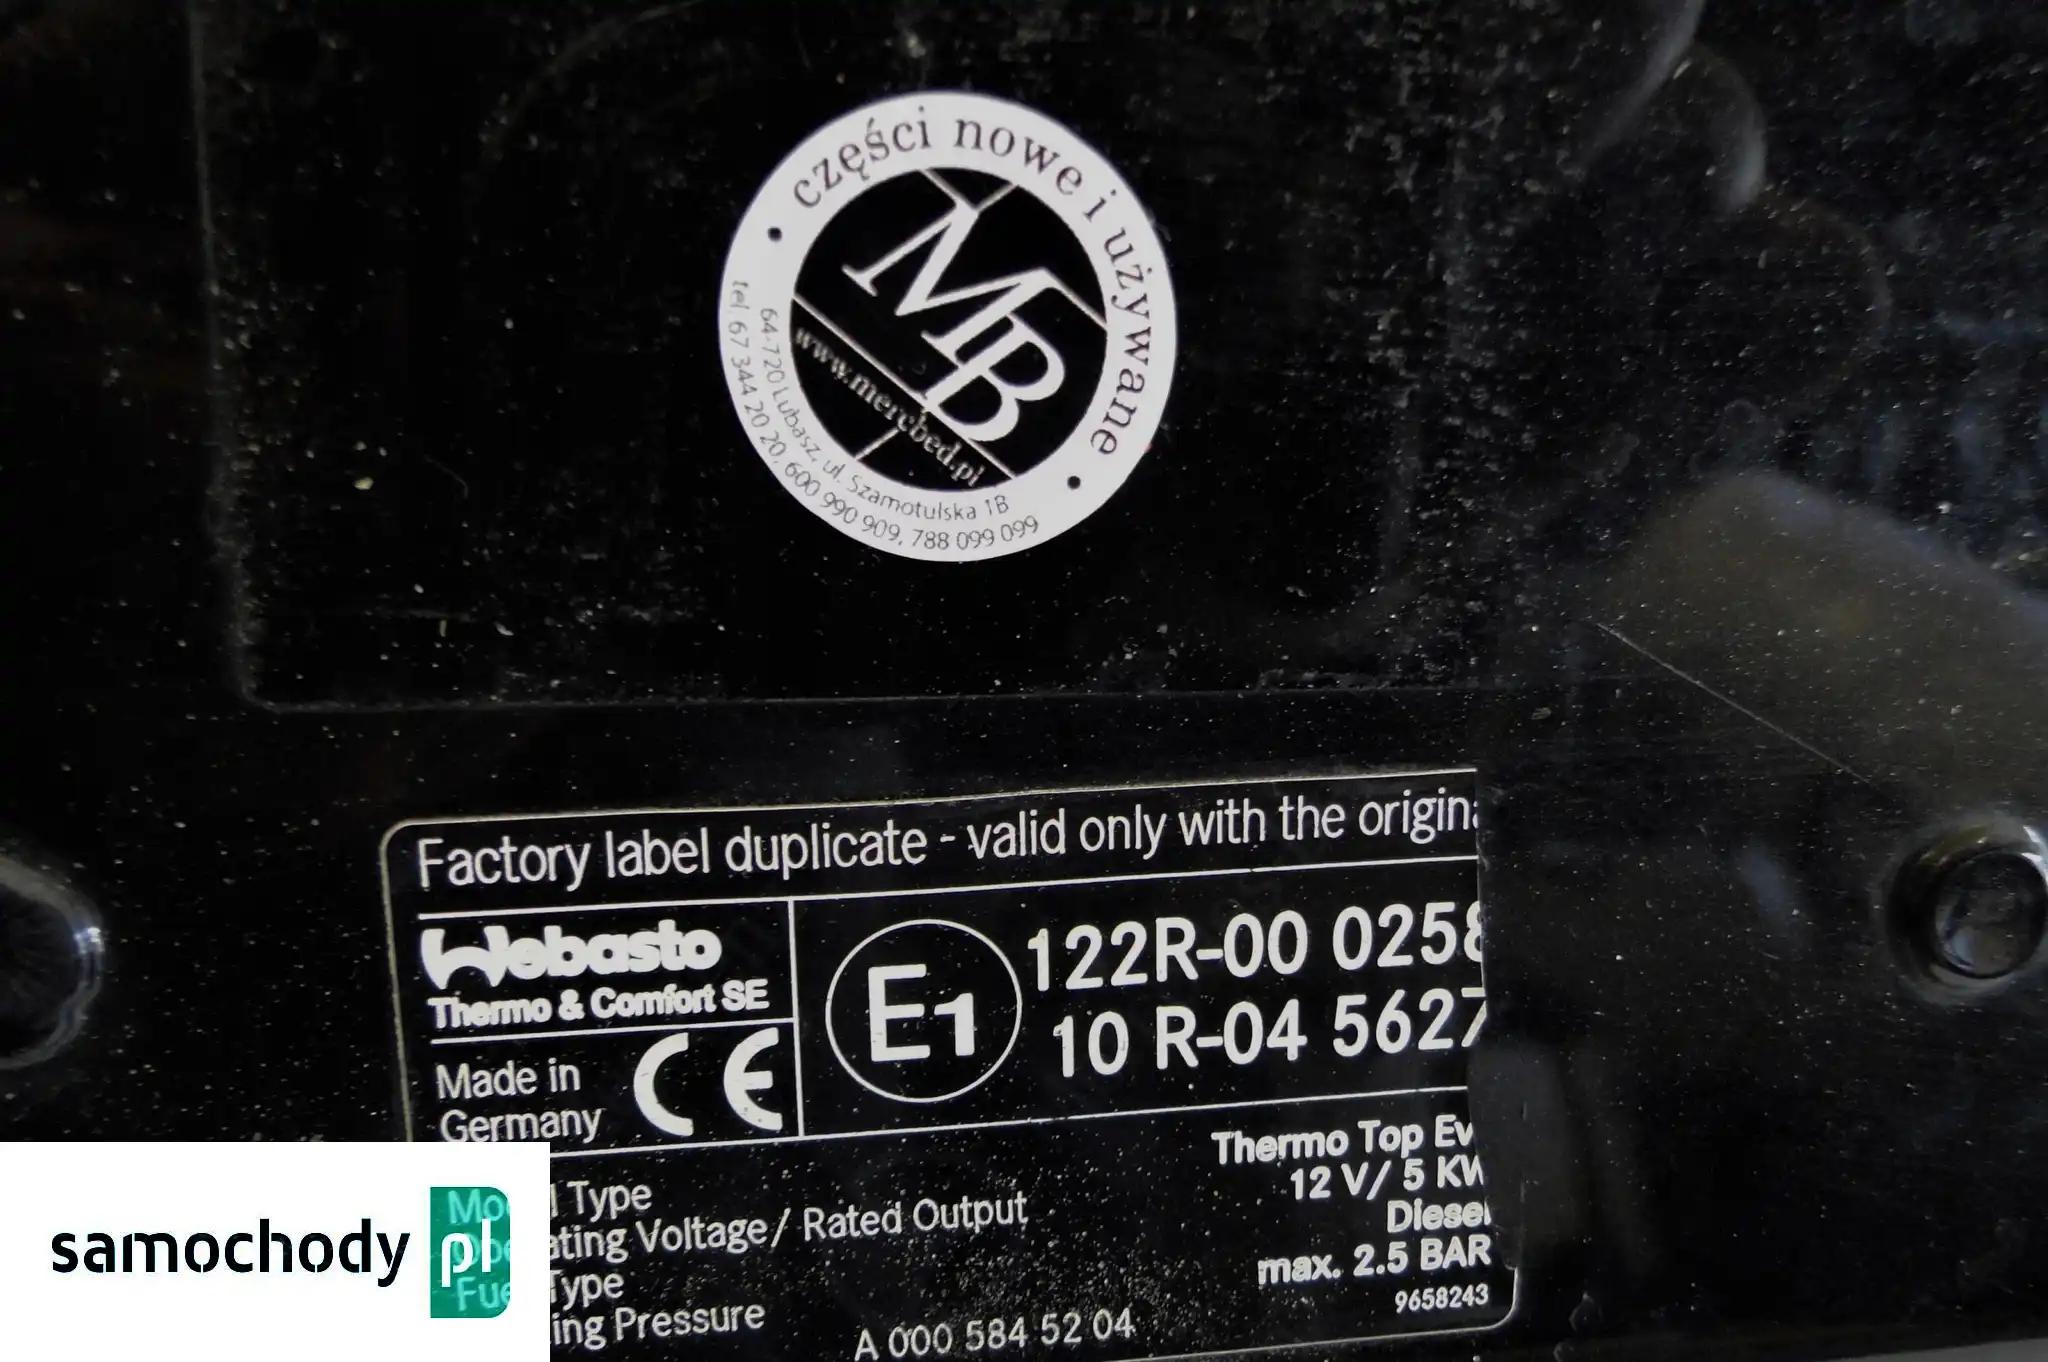 części nowe i używane
MB
www.mercbed.pl
64-720 Lubasz, ul. Szamotulska 1B
tel. 67 344 20 20, 600 990 909, 788 099 099
Factory label duplicate - valid only with the
Webasto
Thermo & Comfort SE
Made in
Germany
CE
E1
122R-00 0258
10 R-04 5627
Type Thermo Top
Voltage/ Rated Output 12 V/ 5 KW
Type Diesel
Pressure max. 2.5 BAR
9658243
A 000 584 52 04
samochody pl